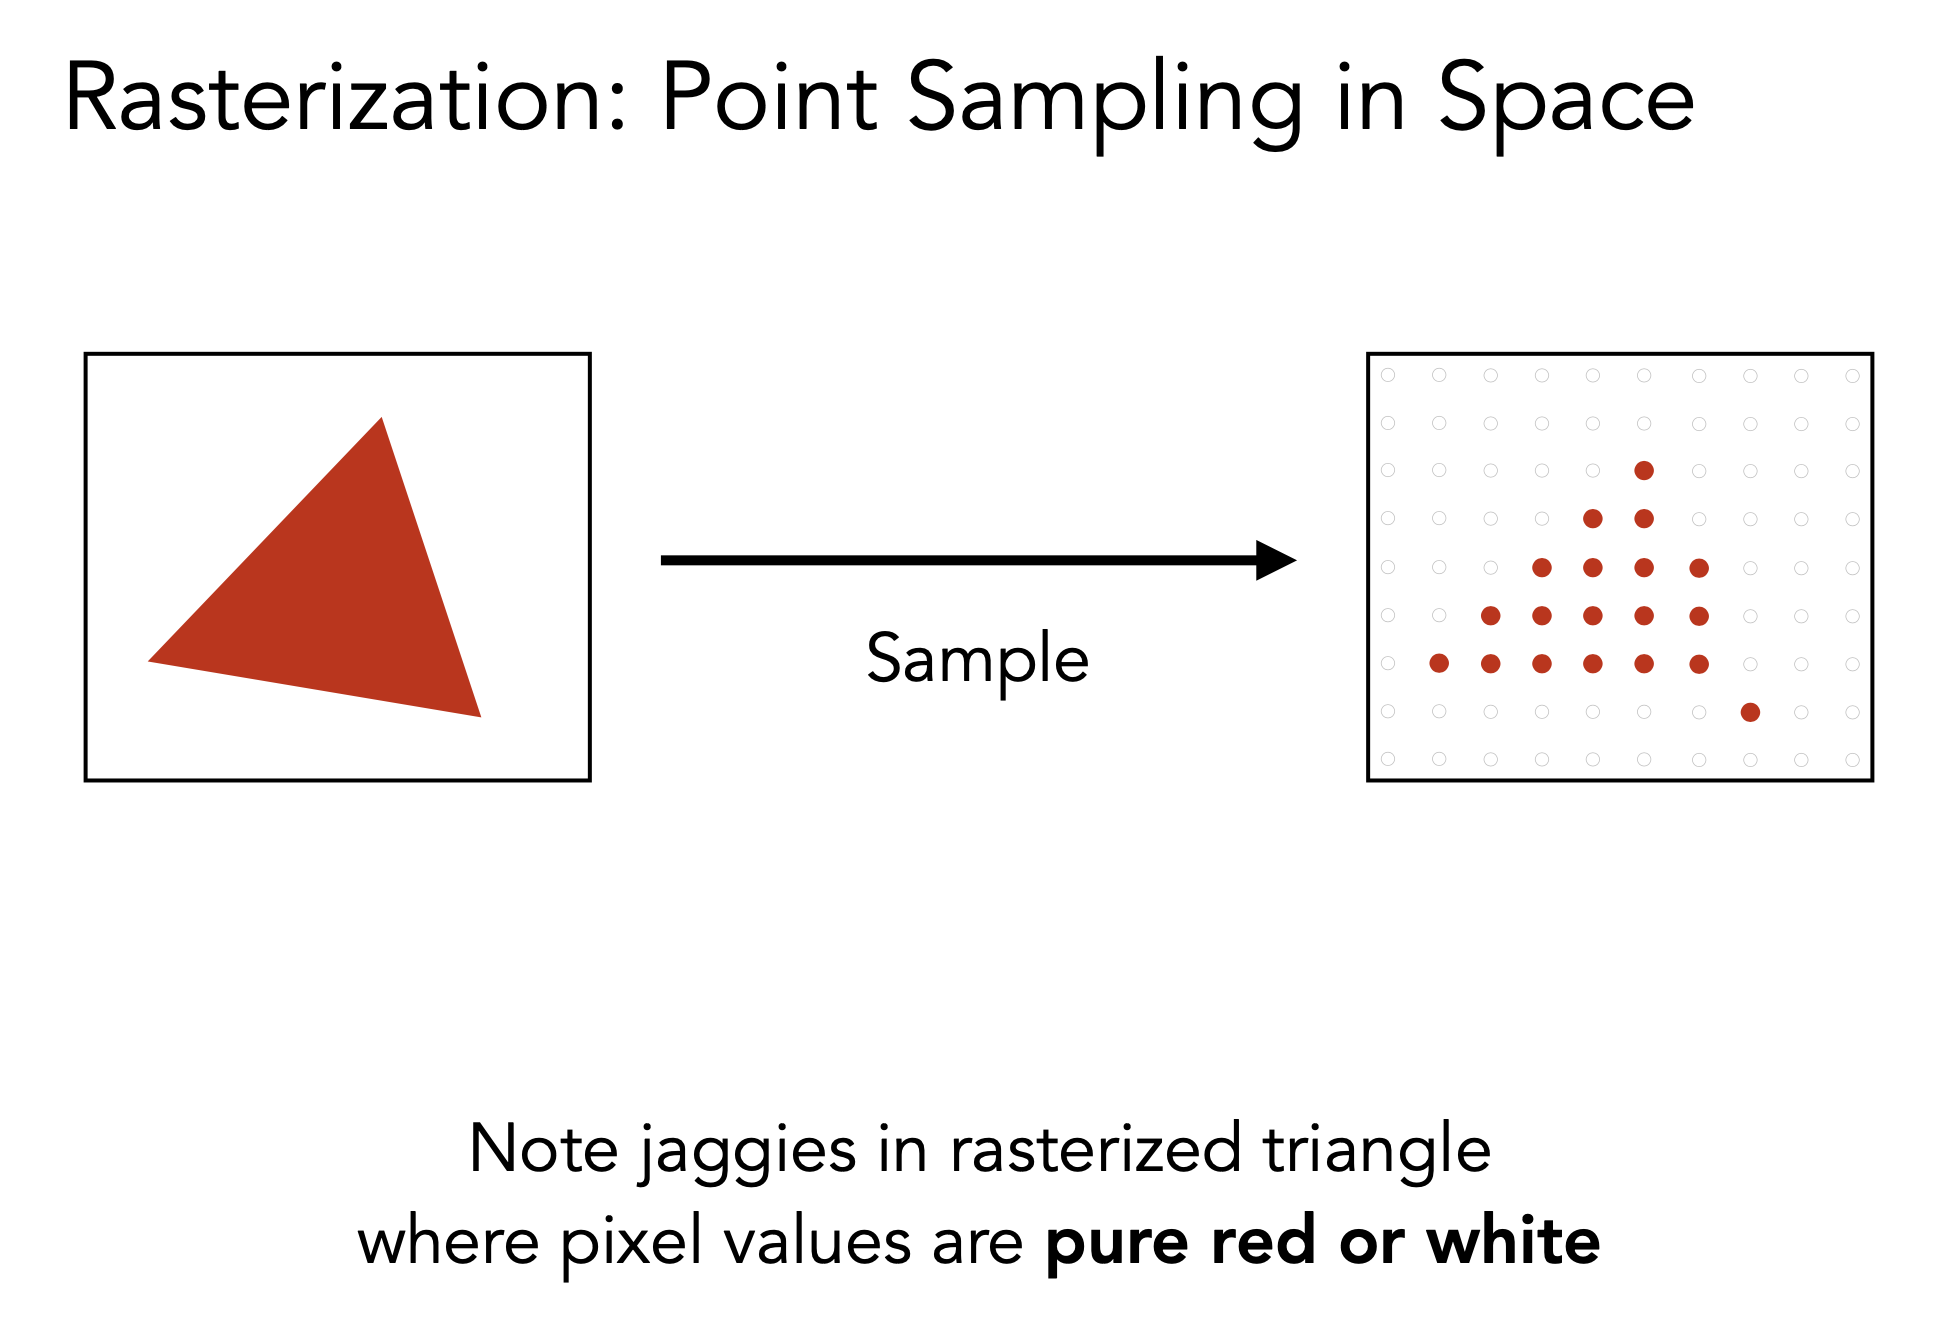 Rasterization: Point Sampling in Space
Sample
Note jaggies in rasterized triangle
where pixel values are pure red or white